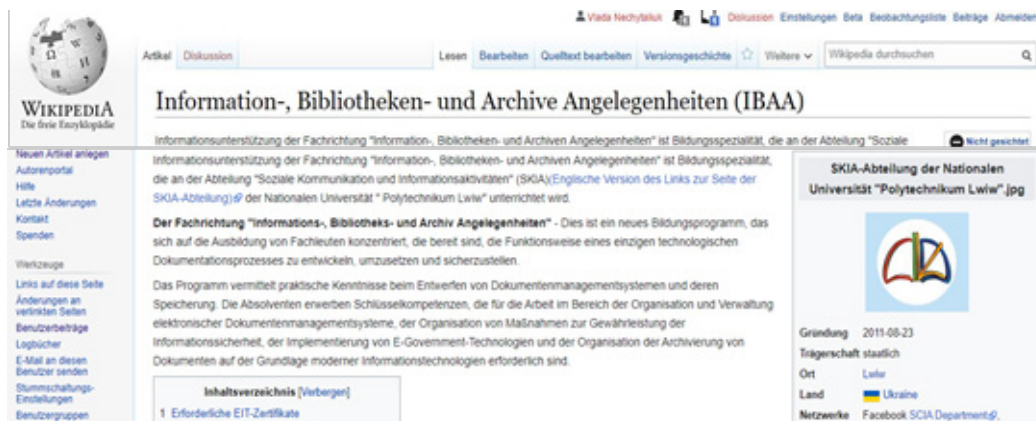 Vlada Nechytaliuk Diskussion Einstellungen Beta Beobachtungsliste Beiträge Abmelden
Artikel Diskussion Lesen Bearbeiten Quelltext bearbeiten Versionsgeschichte Weitere Wikipedia durchsuchen
WIKIPEDIA
Die freie Enzyklopädie
Information-, Bibliotheken- und Archive Angelegenheiten (IBAA)
Informationsunterstützung der Fachrichtung "Information-, Bibliotheken- und Archiven Angelegenheiten" ist Bildungsspezialität, die an der Abteilung "Soziale
Nicht gesichtet
Neuen Artikel anlegen
Autorenportal
Hilfe
Letzte Änderungen
Kontakt
Spenden
Werkzeuge
Links auf diese Seite
Änderungen an
verlinkten Seiten
Benutzerbeiträge
Logbücher
E-Mail an diesen
Benutzer senden
Stummschaltungs-
Einstellungen
Benutzergruppen
Informationsunterstützung der Fachrichtung "Information-, Bibliotheken- und Archiven Angelegenheiten" ist Bildungsspezialität,
die an der Abteilung "Soziale Kommunikation und Informationsaktivitäten" (SKIA)(Englische Version des Links zur Seite der
SKIA-Abteilung) der Nationalen Universität " Polytechnikum Lwiw" unterrichtet wird.
Der Fachrichtung "Informations-, Bibliotheks- und Archiv Angelegenheiten" - Dies ist ein neues Bildungsprogramm, das
sich auf die Ausbildung von Fachleuten konzentriert, die bereit sind, die Funktionsweise eines einzigen technologischen
Dokumentationsprozesses zu entwickeln, umzusetzen und sicherzustellen.
Das Programm vermittelt praktische Kenntnisse beim Entwerfen von Dokumentenmanagementsystemen und deren
Speicherung. Die Absolventen erwerben Schlüsselkompetenzen, die für die Arbeit im Bereich der Organisation und Verwaltung
elektronischer Dokumentenmanagementsysteme, der Organisation von Maßnahmen zur Gewährleistung der
Informationssicherheit, der Implementierung von E-Government-Technologien und der Organisation der Archivierung von
Dokumenten auf der Grundlage moderner Informationstechnologien erforderlich sind.
Inhaltsverzeichnis [Verbergen]
1 Erforderliche EIT-Zertifikate
SKIA-Abteilung der Nationalen
Universität "Polytechnikum Lwiw".jpg
Gründung 2011-08-23
Trägerschaft staatlich
Ort Lwiw
Land Ukraine
Netzwerke Facebook SCIA Department,